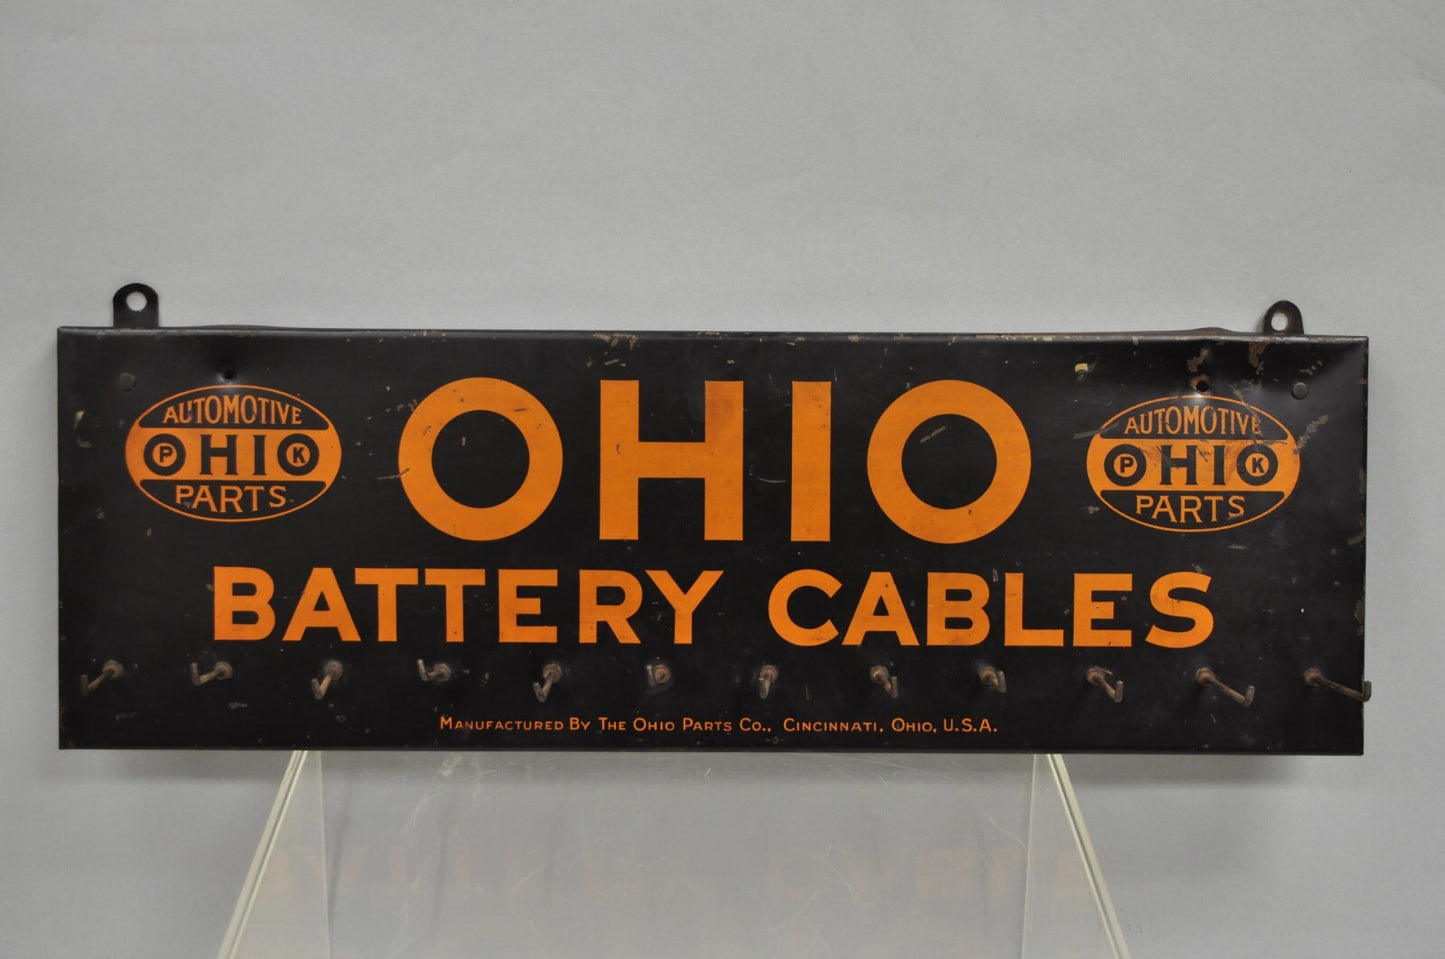 AUTOMOTIVE
OHIO
P K
PARTS
OHIO
AUTOMOTIVE
OHIO
P K
PARTS
BATTERY CABLES
MANUFACTURED BY THE OHIO PARTS CO., CINCINNATI, OHIO, U.S.A.